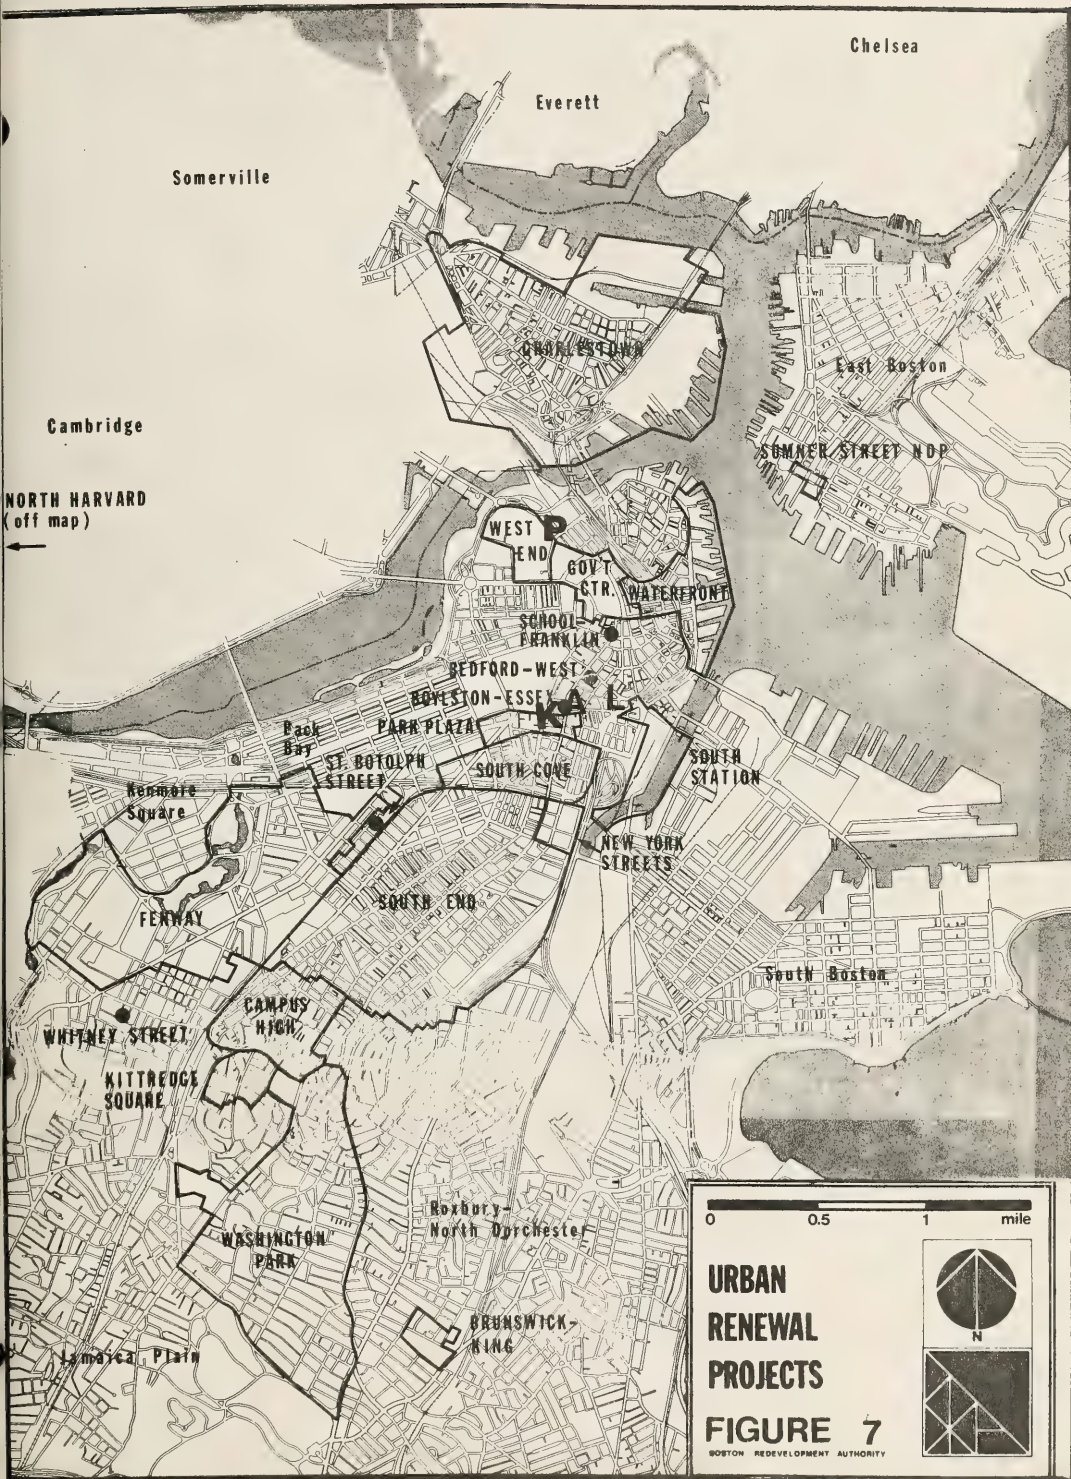 Chelsea
Everett
Somerville
CHARLESTOWN
East Boston
Cambridge
SUMNER STREET NDP
NORTH HARVARD
(off map)
WEST
END
P
GOV'T
CTR.
WATERFRONT
SCHOOL-
FRANKLIN
BEDFORD-WEST
BOYLSTON-ESSEX
K
A
L
PARK PLAZA
Back
Bay
ST. BOTOLPH
STREET
SOUTH COVE
SOUTH
STATION
Kenmore
Square
NEW YORK
STREETS
SOUTH END
FENWAY
South Boston
CAMPUS
HIGH
WHITNEY STREET
KITTREDGE
SQUARE
Roxbury-
North Dorchester
WASHINGTON
PARK
BRUNSWICK-
KING
Jamaica Plain
0 0.5 1 mile
URBAN
RENEWAL
PROJECTS
N
FIGURE 7
BOSTON REDEVELOPMENT AUTHORITY